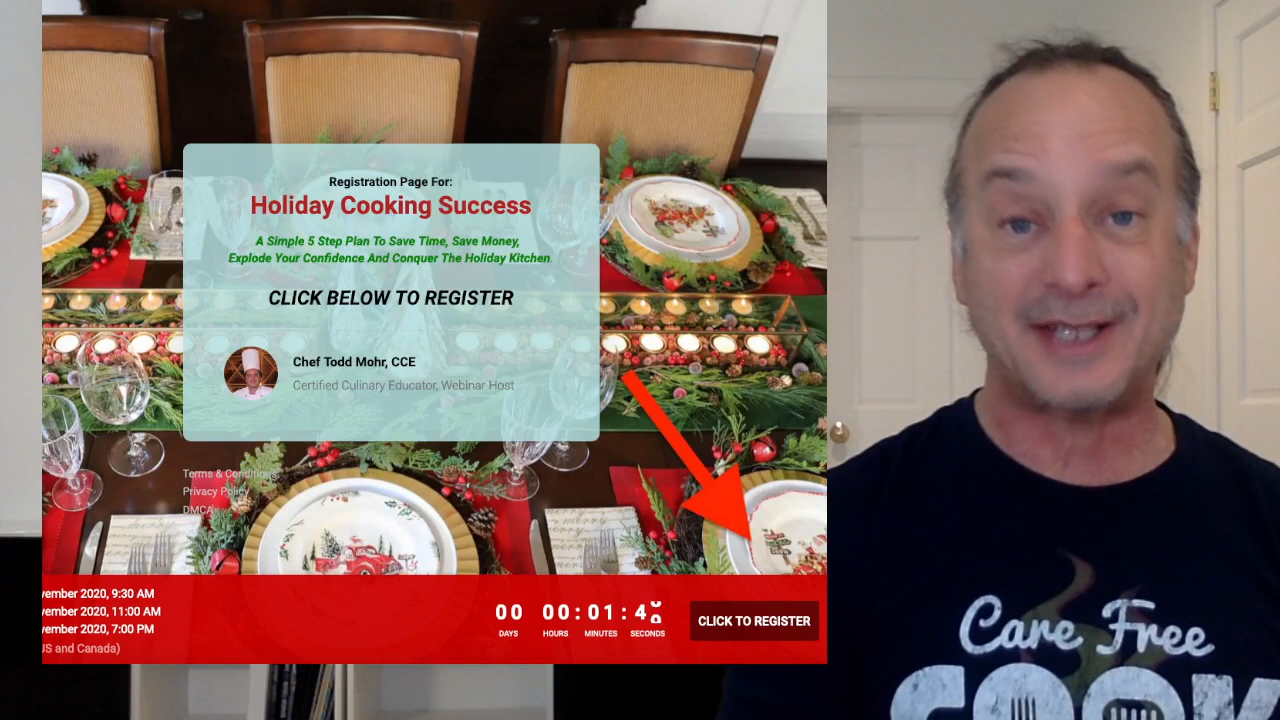 Registration Page For:
Holiday Cooking Success
A Simple 5 Step Plan To Save Time, Save Money,
Explode Your Confidence And Conquer The Holiday Kitchen.
CLICK BELOW TO REGISTER
Chef Todd Mohr, CCE
Certified Culinary Educator, Webinar Host
Terms & Conditions
Privacy Policy
DMCA
vember 2020, 9:30 AM
vember 2020, 11:00 AM
vember 2020, 7:00 PM
US and Canada)
00 00:01:4
DAYS HOURS MINUTES SECONDS
CLICK TO REGISTER
Care Free
COOK